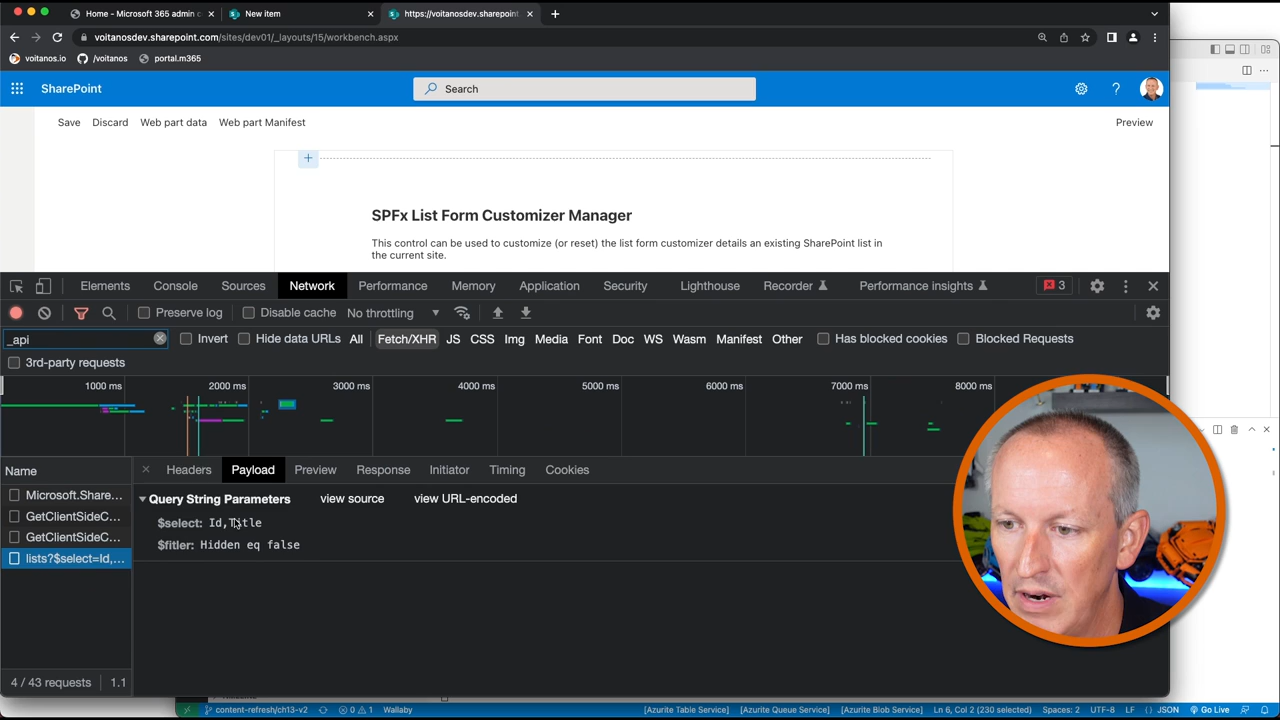 Home - Microsoft 365 admin c
New item
https://voitanosdev.sharepoint
voitanosdev.sharepoint.com/sites/dev01/_layouts/15/workbench.aspx
voitanos.io
/voitanos
portal.m365
SharePoint
Search
Save
Discard
Web part data
Web part Manifest
Preview
SPFx List Form Customizer Manager
This control can be used to customize (or reset) the list form customizer details an existing SharePoint list in
the current site.
Elements
Console
Sources
Network
Performance
Memory
Application
Security
Lighthouse
Recorder
Performance insights
3
Preserve log
Disable cache
No throttling
_api
Invert
Hide data URLs
All
Fetch/XHR
JS
CSS
Img
Media
Font
Doc
WS
Wasm
Manifest
Other
Has blocked cookies
Blocked Requests
3rd-party requests
1000 ms
2000 ms
3000 ms
4000 ms
5000 ms
6000 ms
7000 ms
8000 ms
Name
Headers
Payload
Preview
Response
Initiator
Timing
Cookies
Microsoft.Share...
GetClientSideC...
GetClientSideC...
lists?$select=Id,...
Query String Parameters
view source
view URL-encoded
$select: Id,Title
$fitler: Hidden eq false
4 / 43 requests
1.1
content-refresh/ch13-v2
0
1
Wallaby
[Azurite Table Service]
[Azurite Queue Service]
[Azurite Blob Service]
Ln 6, Col 2 (230 selected)
Spaces: 2
UTF-8
LF
{} JSON
Go Live